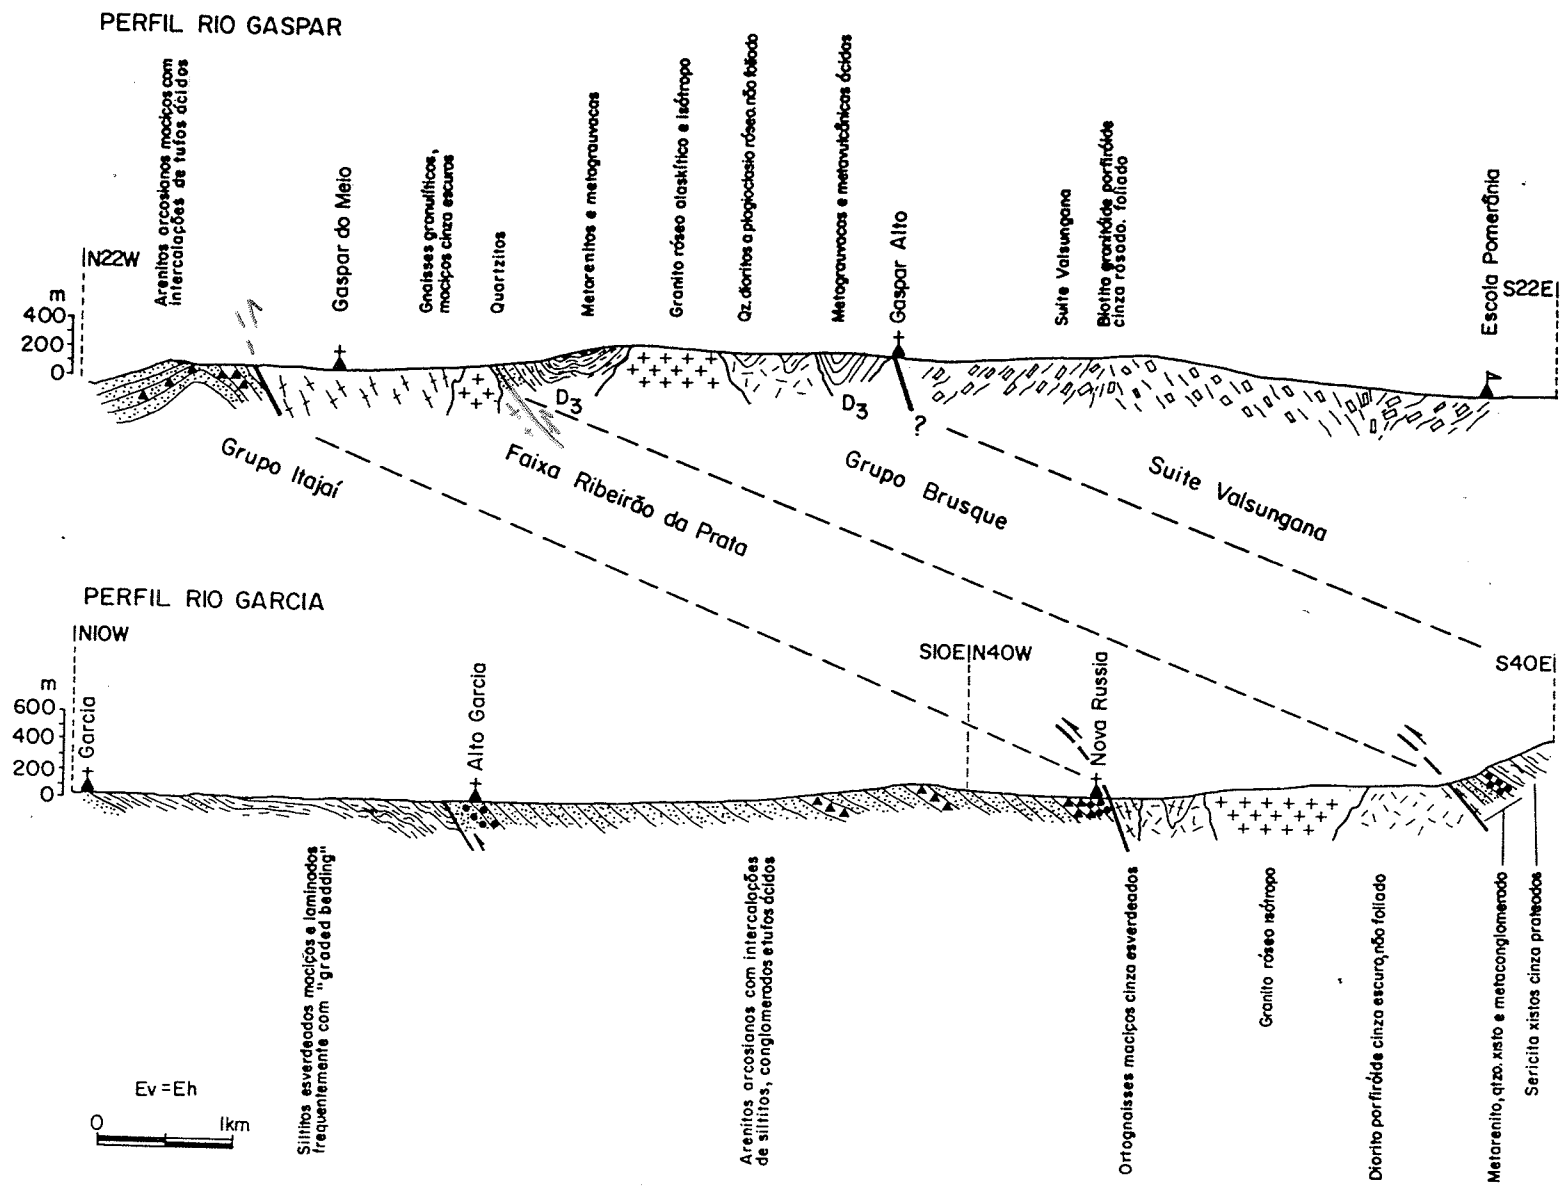 PERFIL RIO GASPAR
Arenitos arcosianos maciços com
intercalações de tufos ácidos
Gaspar do Meio
Gnaisses granulíticos,
maciços cinza escuros
Quartzitos
Metarenitos e metagrauvacas
Granito róseo alaskítico e isótropo
Qz. dioritos a plagioclasio róseo, não foliado
Metagrauvacas e metavulcânicas ácidas
Gaspar Alto
Suite Valsungana
Biotita granitóide porfiróide
cinza rosado. foliado
Escola Pomerânia
N22W
S22E
m
400
200
0
D3
D3
?
Grupo Itajaí
Faixa Ribeirão da Prata
Grupo Brusque
Suite Valsungana
PERFIL RIO GARCIA
N10W
S10E N40W
S40E
m
600
400
200
0
Garcia
Alto Garcia
Nova Russia
Siltitos esverdeados maciços e laminados
frequentemente com "graded bedding"
Arenitos arcosianos com intercalações
de siltitos, conglomerados e tufos ácidos
Ortognaisses maciços cinza esverdeados
Granito róseo isótropo
Diorito porfiróide cinza escuro, não foliado
Metarenito, qtzo. xisto e metaconglomerado
Sericita xistos cinza prateados
Ev = Eh
0 1km